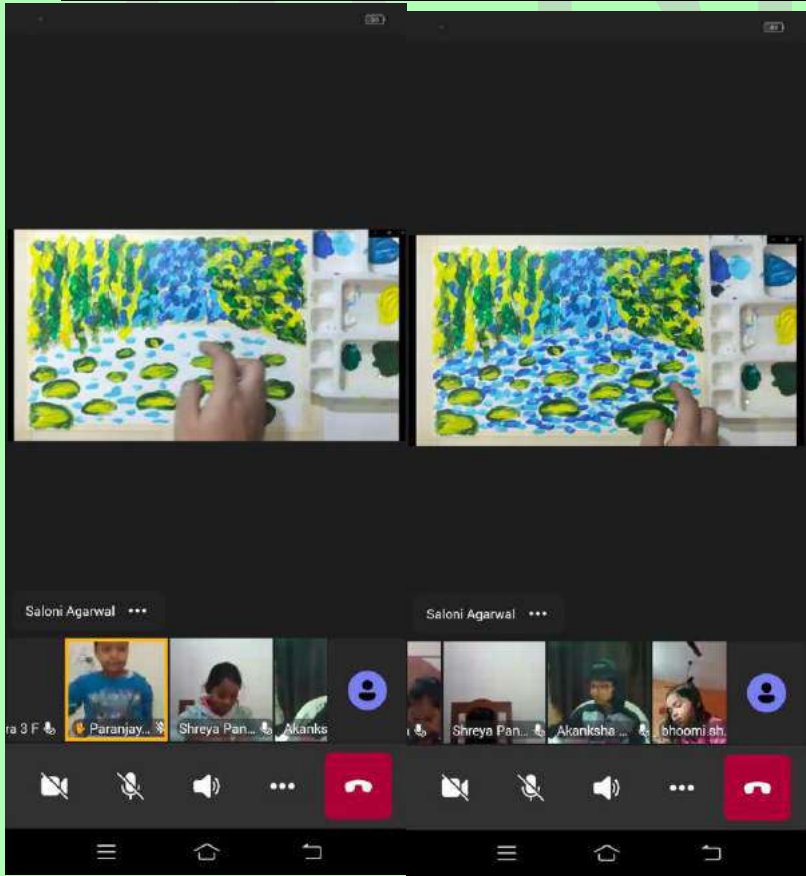 Saloni Agarwal •••
ra 3 F
Paranjay...
Shreya Pan...
Akanks
Saloni Agarwal •••
Shreya Pan...
Akanksha ...
bhoomi sh.